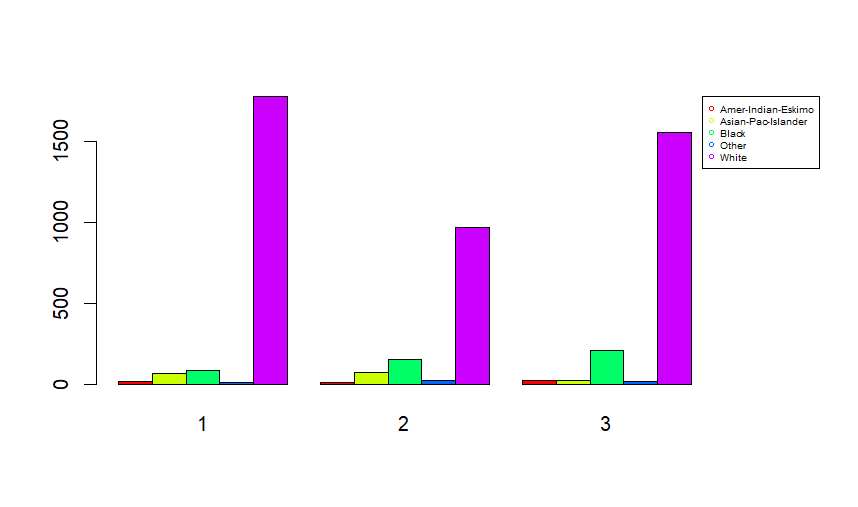 1500
1000
500
0
1
2
3
Amer-Indian-Eskimo
Asian-Pac-Islander
Black
Other
White